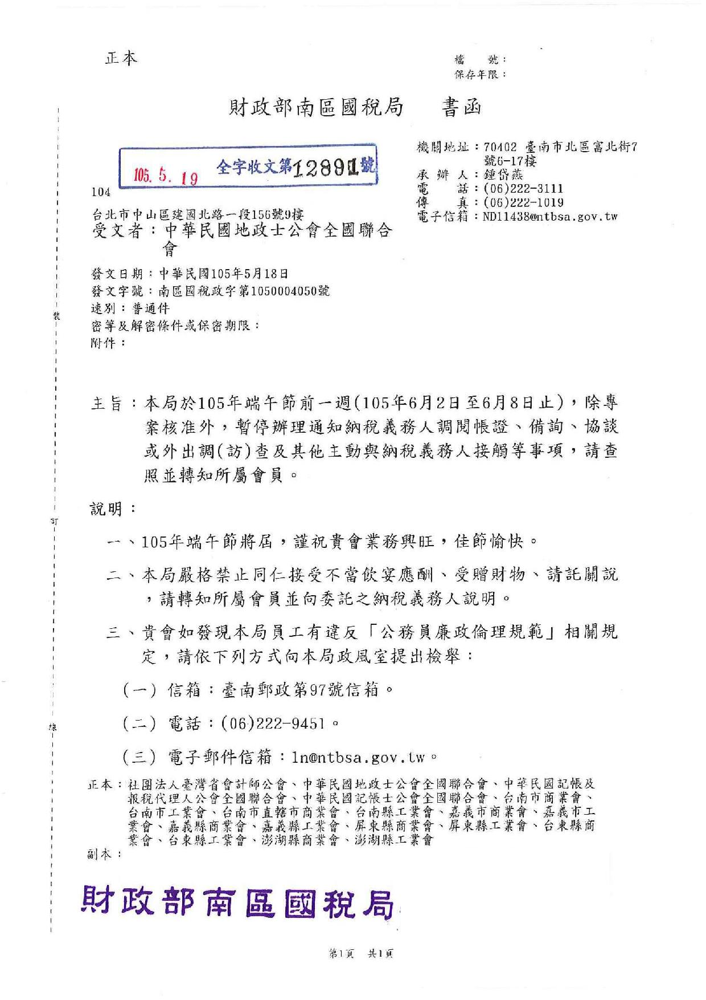 正本
檔　　號：
保存年限：
財政部南區國稅局　　書函
機關地址：70402 臺南市北區富北街7
號6-17樓
承 辦 人：鍾岱燕
電　　話：(06)222-3111
傳　　真：(06)222-1019
電子信箱：ND11438@ntbsa.gov.tw
105. 5. 19 全字收文第12891號
104
台北市中山區建國北路一段156號9樓
受文者：中華民國地政士公會全國聯合
會
發文日期：中華民國105年5月18日
發文字號：南區國稅政字第1050004050號
速別：普通件
密等及解密條件或保密期限：
附件：
主旨：本局於105年端午節前一週(105年6月2日至6月8日止)，除專
案核准外，暫停辦理通知納稅義務人調閱帳證、備詢、協談
或外出調(訪)查及其他主動與納稅義務人接觸等事項，請查
照並轉知所屬會員。
說明：
一、105年端午節將屆，謹祝貴會業務興旺，佳節愉快。
二、本局嚴格禁止同仁接受不當飲宴應酬、受贈財物、請託關說
，請轉知所屬會員並向委託之納稅義務人說明。
三、貴會如發現本局員工有違反「公務員廉政倫理規範」相關規
定，請依下列方式向本局政風室提出檢舉：
(一) 信箱：臺南郵政第97號信箱。
(二) 電話：(06)222-9451。
(三) 電子郵件信箱：ln@ntbsa.gov.tw。
正本：社團法人臺灣省會計師公會、中華民國地政士公會全國聯合會、中華民國記帳及
報稅代理人公會全國聯合會、中華民國記帳士公會全國聯合會、台南市商業會、
台南市工業會、台南市直轄市商業會、台南縣工業會、嘉義市商業會、嘉義市工
業會、嘉義縣商業會、嘉義縣工業會、屏東縣商業會、屏東縣工業會、台東縣商
業會、台東縣工業會、澎湖縣商業會、澎湖縣工業會
副本：
財政部南區國稅局
第1頁　共1頁
裝
訂
線